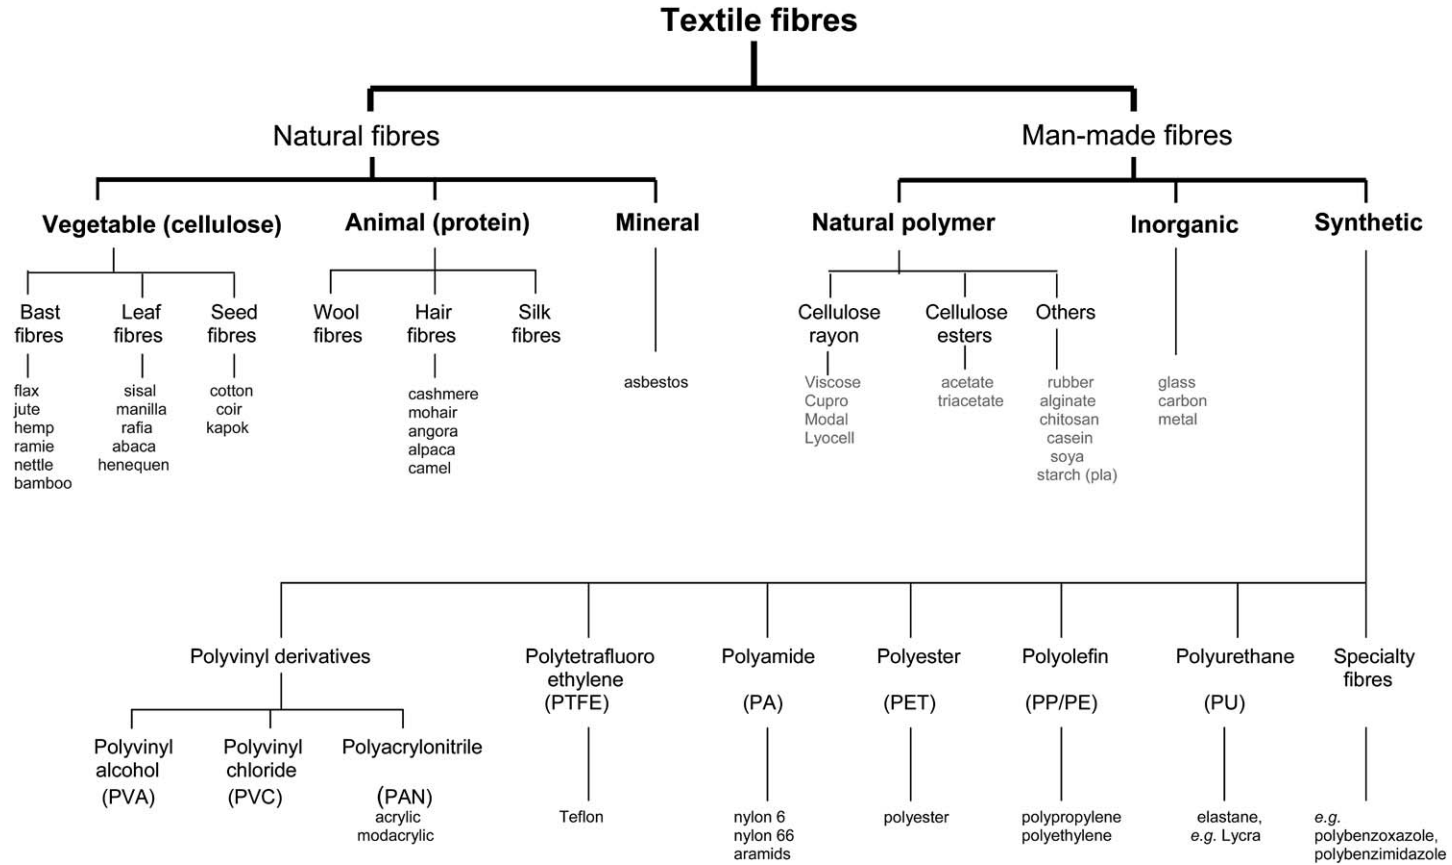 Textile fibres
Natural fibres
Man-made fibres
Vegetable (cellulose)
Animal (protein)
Mineral
Natural polymer
Inorganic
Synthetic
Bast
fibres
Leaf
fibres
Seed
fibres
Wool
fibres
Hair
fibres
Silk
fibres
Cellulose
rayon
Cellulose
esters
Others
flax
jute
hemp
ramie
nettle
bamboo
sisal
manilla
rafia
abaca
henequen
cotton
coir
kapok
cashmere
mohair
angora
alpaca
camel
asbestos
Viscose
Cupro
Modal
Lyocell
acetate
triacetate
rubber
alginate
chitosan
casein
soya
starch (pla)
glass
carbon
metal
Polyvinyl derivatives
Polytetrafluoro
ethylene
(PTFE)
Polyamide
(PA)
Polyester
(PET)
Polyolefin
(PP/PE)
Polyurethane
(PU)
Specialty
fibres
Polyvinyl
alcohol
(PVA)
Polyvinyl
chloride
(PVC)
Polyacrylonitrile
(PAN)
acrylic
modacrylic
Teflon
nylon 6
nylon 66
aramids
polyester
polypropylene
polyethylene
elastane,
e.g. Lycra
e.g.
polybenzoxazole,
polybenzimidazole